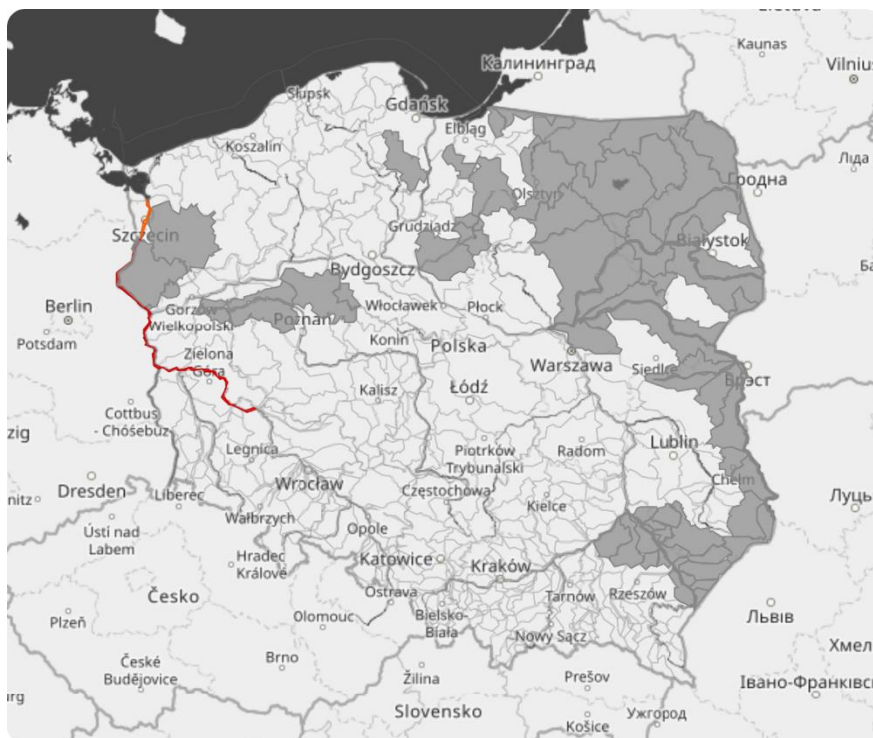 Lietuva
Kaunas
Vilnius
Калининград
Słupsk
Gdańsk
Elbląg
Koszalin
Ліда
Гродна
Olsztyn
Szczecin
Grudziądz
Białystok
Bydgoszcz
Berlin
Gorzów
Wielkopolski
Włocławek
Płock
Poznań
Potsdam
Konin
Polska
Warszawa
Siedlce
Брэст
Zielona
Góra
Kalisz
Łódź
Cottbus
- Chóśebuz
zig
Legnica
Piotrków
Trybunalski
Radom
Lublin
Chełm
Dresden
nitz
Liberec
Wrocław
Częstochowa
Kielce
Луць
Ústí nad
Labem
Wałbrzych
Opole
Hradec
Králové
Katowice
Kraków
Česko
Ostrava
Tarnów
Rzeszów
Plzeň
Olomouc
Bielsko-
Biała
Nowy Sącz
Львів
Brno
Хмел
České
Budějovice
Žilina
Prešov
Івано-Франківс
Slovensko
Košice
Ужгород